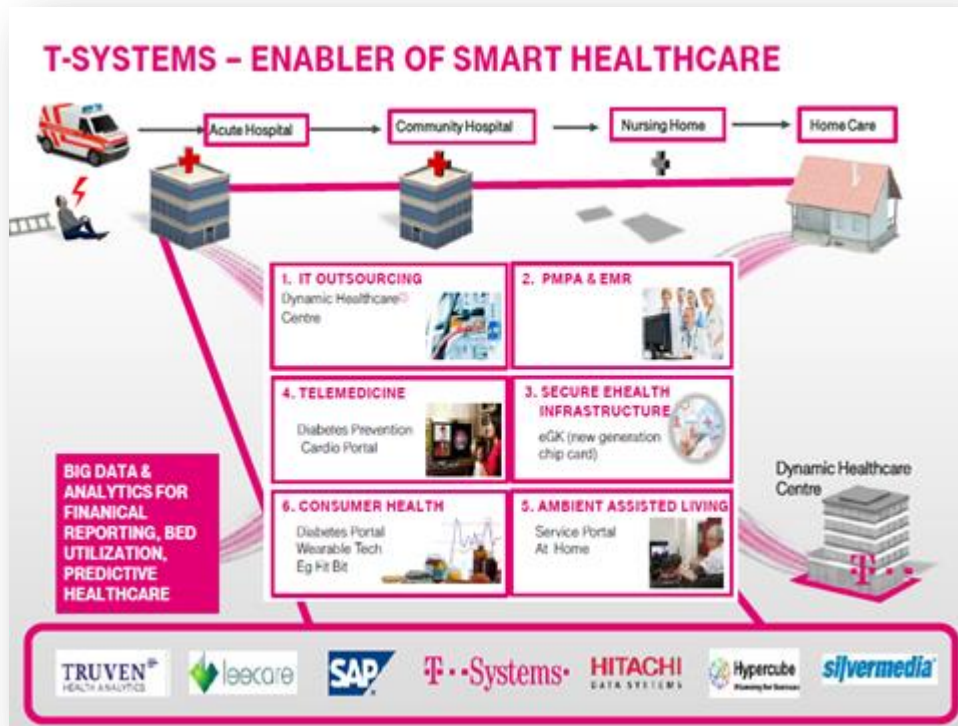 T-SYSTEMS – ENABLER OF SMART HEALTHCARE
Acute Hospital
Community Hospital
Nursing Home
Home Care
1. IT OUTSOURCING
Dynamic Healthcare
Centre
2. PMPA & EMR
4. TELEMEDICINE
Diabetes Prevention
Cardio Portal
3. SECURE EHEALTH
INFRASTRUCTURE
eGK (new generation
chip card)
6. CONSUMER HEALTH
Diabetes Portal
Wearable Tech
Eg Fit Bit
5. AMBIENT ASSISTED LIVING
Service Portal
At Home
BIG DATA &
ANALYTICS FOR
FINANICAL
REPORTING, BED
UTILIZATION,
PREDICTIVE
HEALTHCARE
Dynamic Healthcare
Centre
T
TRUVEN
HEALTH ANALYTICS
leecare
SAP
T··Systems·
HITACHI
DATA SYSTEMS
Hypercube
silvermedia